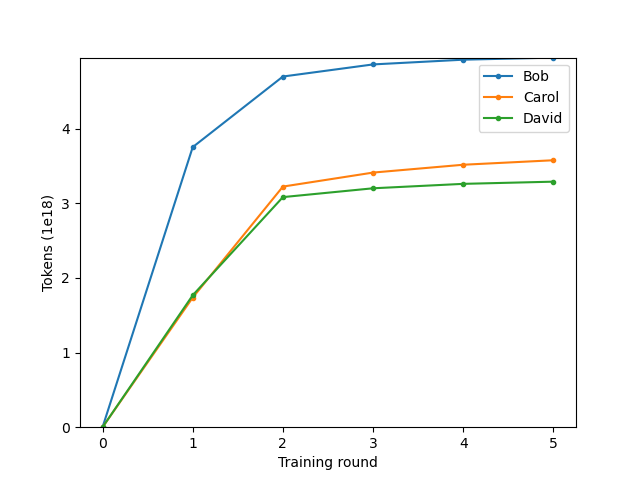 Bob
Carol
David
4
3
2
1
0
0 1 2 3 4 5
Tokens (1e18)
Training round